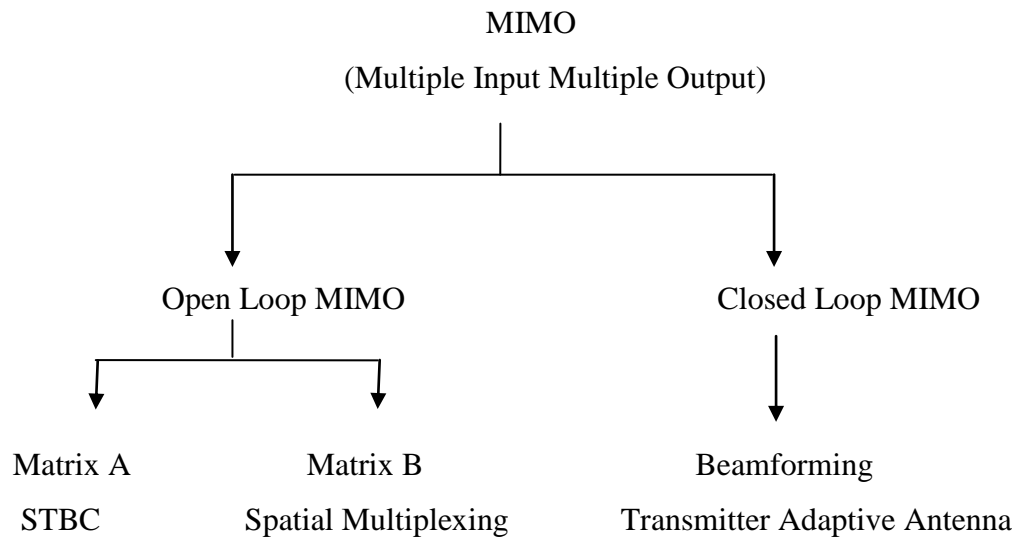 MIMO
(Multiple Input Multiple Output)
Open Loop MIMO
Closed Loop MIMO
Matrix A
STBC
Matrix B
Spatial Multiplexing
Beamforming
Transmitter Adaptive Antenna